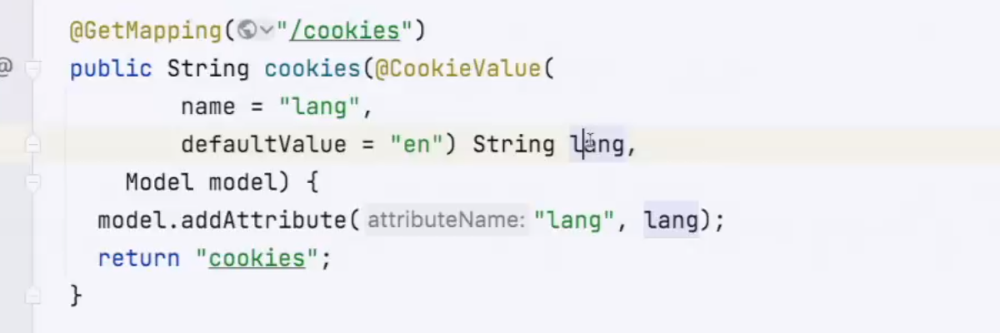 @GetMapping("/cookies")
@
public String cookies(@CookieValue(
name = "lang",
defaultValue = "en") String lang,
Model model) {
model.addAttribute( attributeName: "lang", lang);
return "cookies";
}